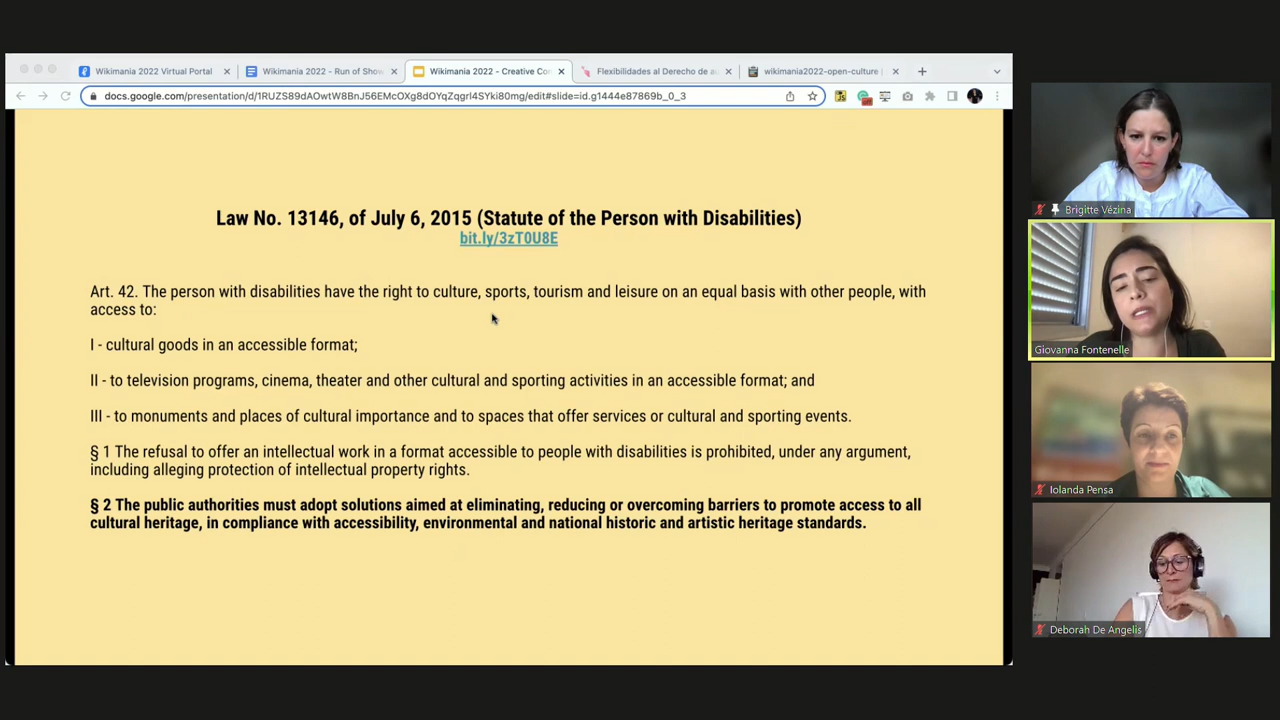 Wikimania 2022 Virtual Portal
Wikimania 2022 - Run of Show
Wikimania 2022 - Creative Co
Flexibilidades al Derecho de a
wikimania2022-open-culture
docs.google.com/presentation/d/1RUZS89dAOwtW8BnJ56EMcOXg8dOYqZqgrl4SYki80mg/edit#slide=id.g1444e87869b_0_3
Law No. 13146, of July 6, 2015 (Statute of the Person with Disabilities)
bit.ly/3zT0U8E
Art. 42. The person with disabilities have the right to culture, sports, tourism and leisure on an equal basis with other people, with
access to:
I - cultural goods in an accessible format;
II - to television programs, cinema, theater and other cultural and sporting activities in an accessible format; and
III - to monuments and places of cultural importance and to spaces that offer services or cultural and sporting events.
§ 1 The refusal to offer an intellectual work in a format accessible to people with disabilities is prohibited, under any argument,
including alleging protection of intellectual property rights.
§ 2 The public authorities must adopt solutions aimed at eliminating, reducing or overcoming barriers to promote access to all
cultural heritage, in compliance with accessibility, environmental and national historic and artistic heritage standards.
Brigitte Vézina
Giovanna Fontenelle
Iolanda Pensa
Deborah De Angelis